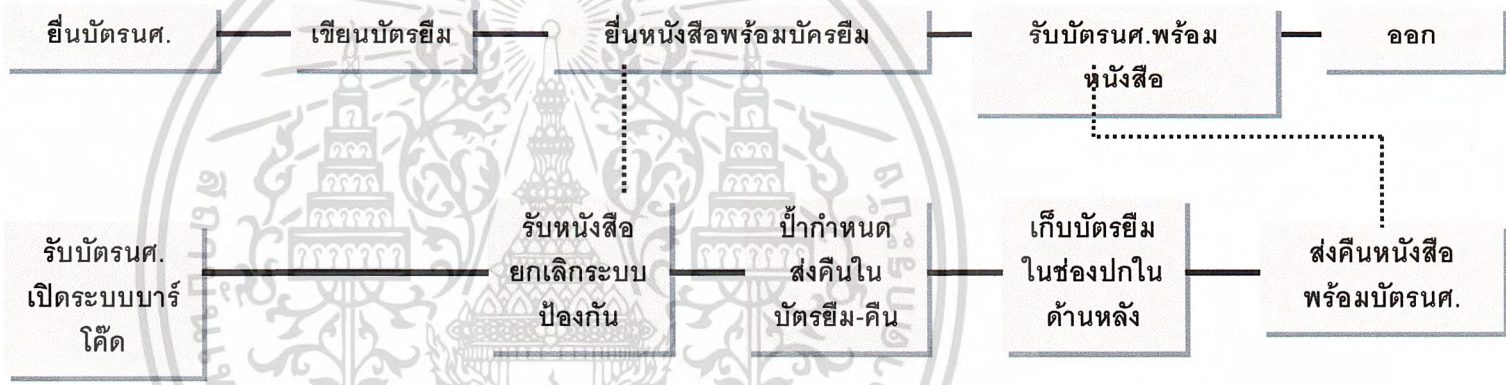 ยื่นบัตรนศ.
เขียนบัตรยืม
ยื่นหนังสือพร้อมบัครยืม
รับบัตรนศ.พร้อม
หนังสือ
ออก
รับบัตรนศ.
เปิดระบบบาร์
โค๊ด
รับหนังสือ
ยกเลิกระบบ
ป้องกัน
ป้ำกำหนด
ส่งคืนใน
บัตรยืม-คืน
เก็บบัตรยืม
ในช่องปกใน
ด้านหลัง
ส่งคืนหนังสือ
พร้อมบัตรนศ.